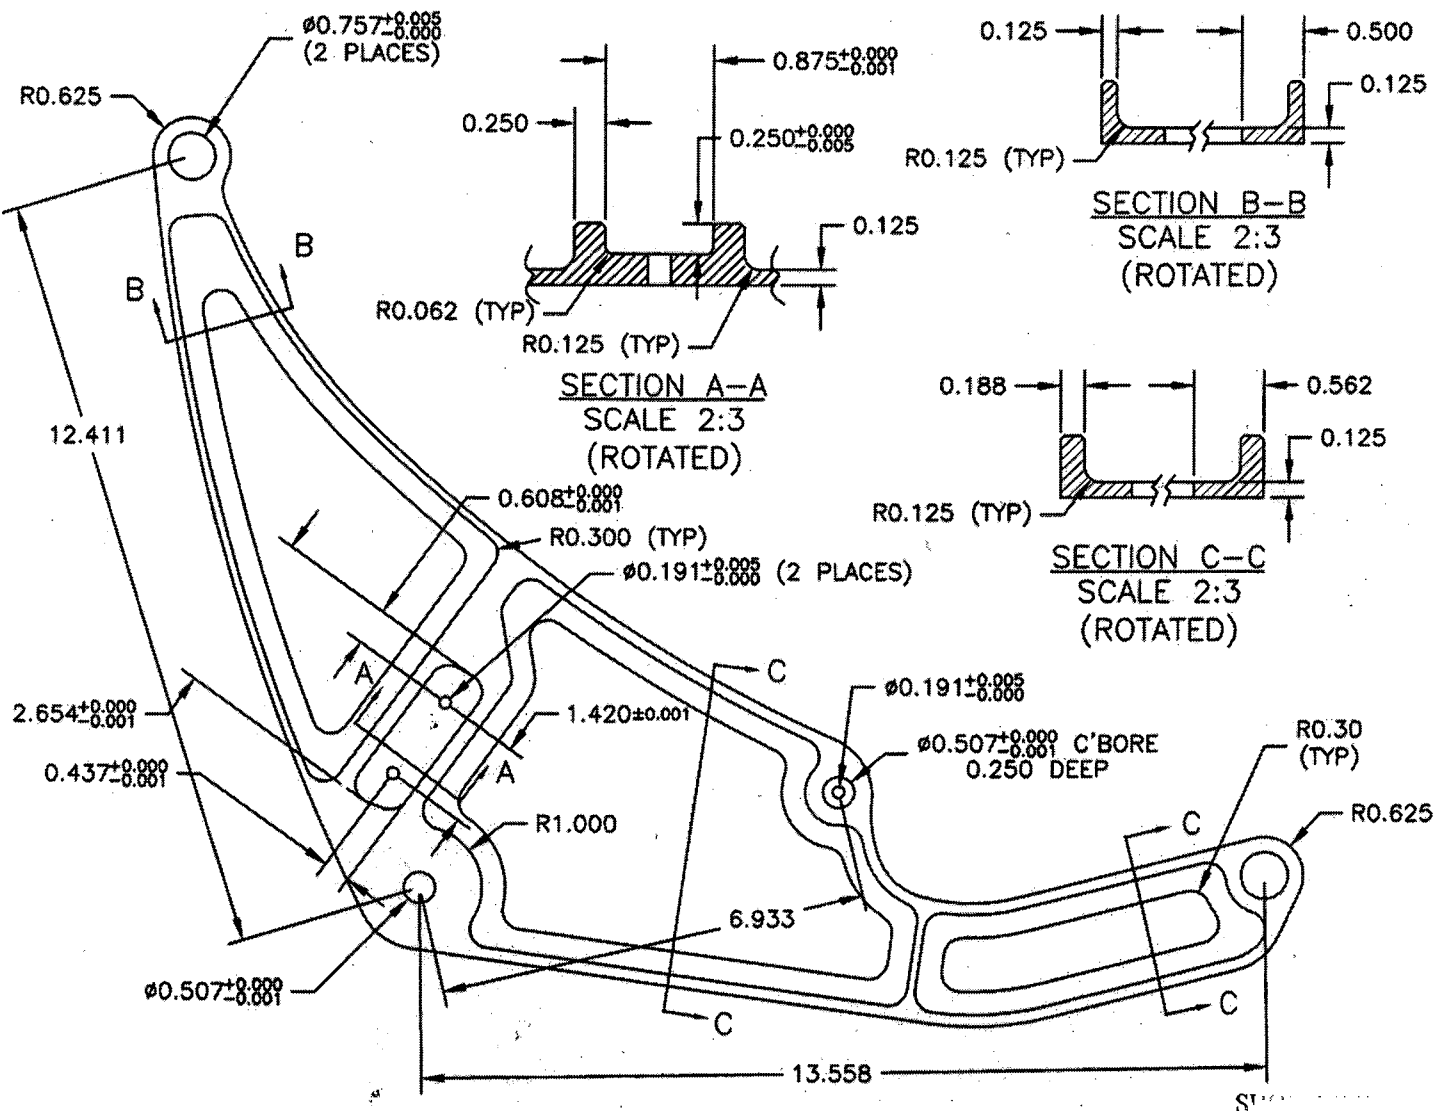 ø0.757+0.005 -0.000
(2 PLACES)
R0.625
0.875+0.000 -0.001
0.250
0.250+0.000 -0.005
0.125
R0.062 (TYP)
R0.125 (TYP)
SECTION A-A
SCALE 2:3
(ROTATED)
0.125
0.500
0.125
R0.125 (TYP)
SECTION B-B
SCALE 2:3
(ROTATED)
B
B
12.411
0.188
0.562
0.125
R0.125 (TYP)
SECTION C-C
SCALE 2:3
(ROTATED)
0.608+0.000 -0.001
R0.300 (TYP)
ø0.191+0.005 -0.000 (2 PLACES)
A
C
ø0.191+0.005 -0.000
2.654+0.000 -0.001
1.420±0.001
ø0.507+0.000 -0.001 C'BORE
0.250 DEEP
R0.30
(TYP)
0.437+0.000 -0.001
A
R1.000
C
R0.625
6.933
ø0.507+0.000 -0.001
C
C
13.558